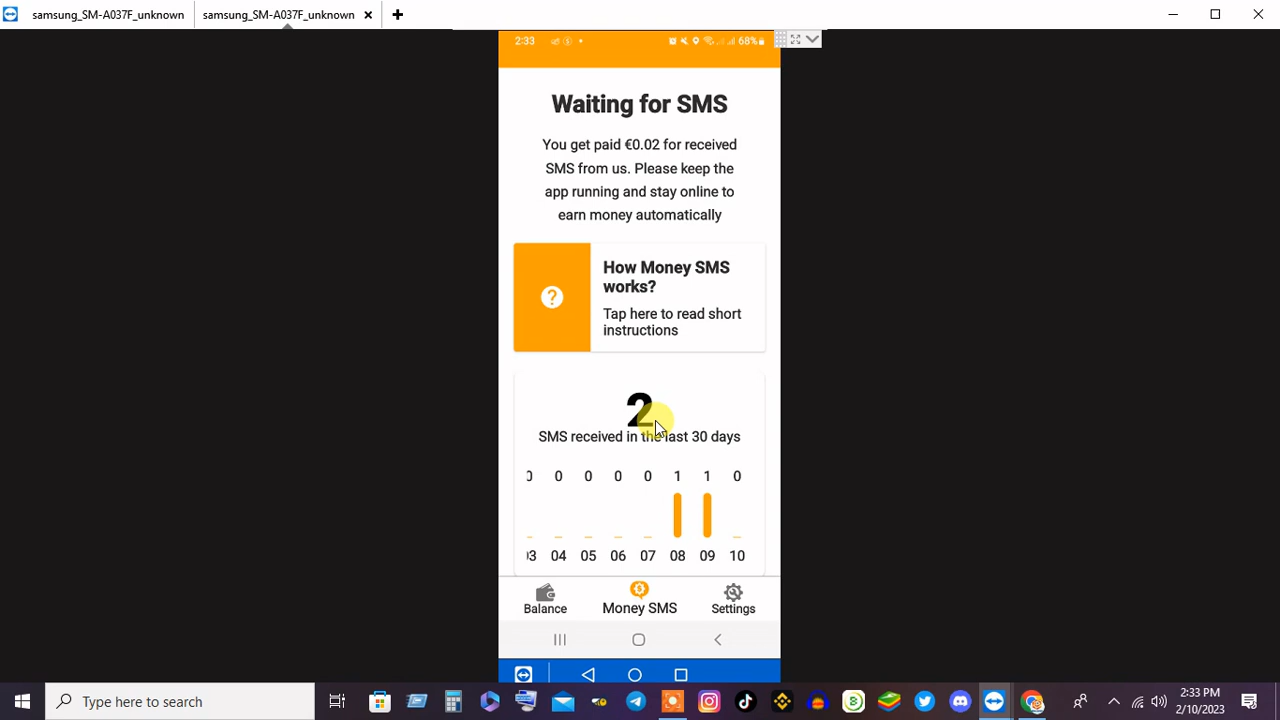 samsung_SM-A037F_unknown
samsung_SM-A037F_unknown
2:33
68%
Waiting for SMS
You get paid €0.02 for received
SMS from us. Please keep the
app running and stay online to
earn money automatically
How Money SMS
works?
Tap here to read short
instructions
2
SMS received in the last 30 days
0 0 0 0 0 1 1 0
03 04 05 06 07 08 09 10
Balance
Money SMS
Settings
Type here to search
2:33 PM
2/10/2023